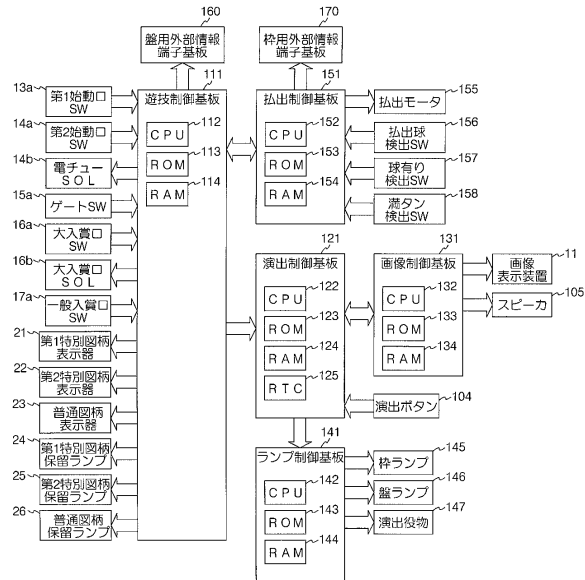 160
盤用外部情報
端子基板
170
枠用外部情報
端子基板
13a
第1始動口
SW
14a
第2始動口
SW
14b
電チュー
SOL
15a
ゲートSW
16a
大入賞口
SW
16b
大入賞口
SOL
17a
一般入賞口
SW
21
第1特別図柄
表示器
22
第2特別図柄
表示器
23
普通図柄
表示器
24
第1特別図柄
保留ランプ
25
第2特別図柄
保留ランプ
26
普通図柄
保留ランプ
111
遊技制御基板
CPU
112
ROM
113
RAM
114
151
払出制御基板
CPU
152
ROM
153
RAM
154
155
払出モータ
156
払出球
検出SW
157
球有り
検出SW
158
満タン
検出SW
121
演出制御基板
CPU
122
ROM
123
RAM
124
RTC
125
131
画像制御基板
CPU
132
ROM
133
RAM
134
11
画像
表示装置
105
スピーカ
演出ボタン
104
141
ランプ制御基板
CPU
142
ROM
143
RAM
144
145
枠ランプ
146
盤ランプ
147
演出役物